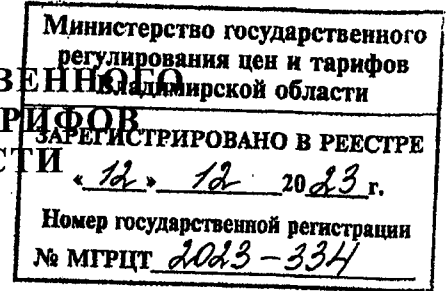 Министерство государственного
регулирования цен и тарифов
Владимирской области
ЗАРЕГИСТРИРОВАНО В РЕЕСТРЕ
« 12 » 12 20 23 г.
Номер государственной регистрации
№ МГРЦТ 2023-334